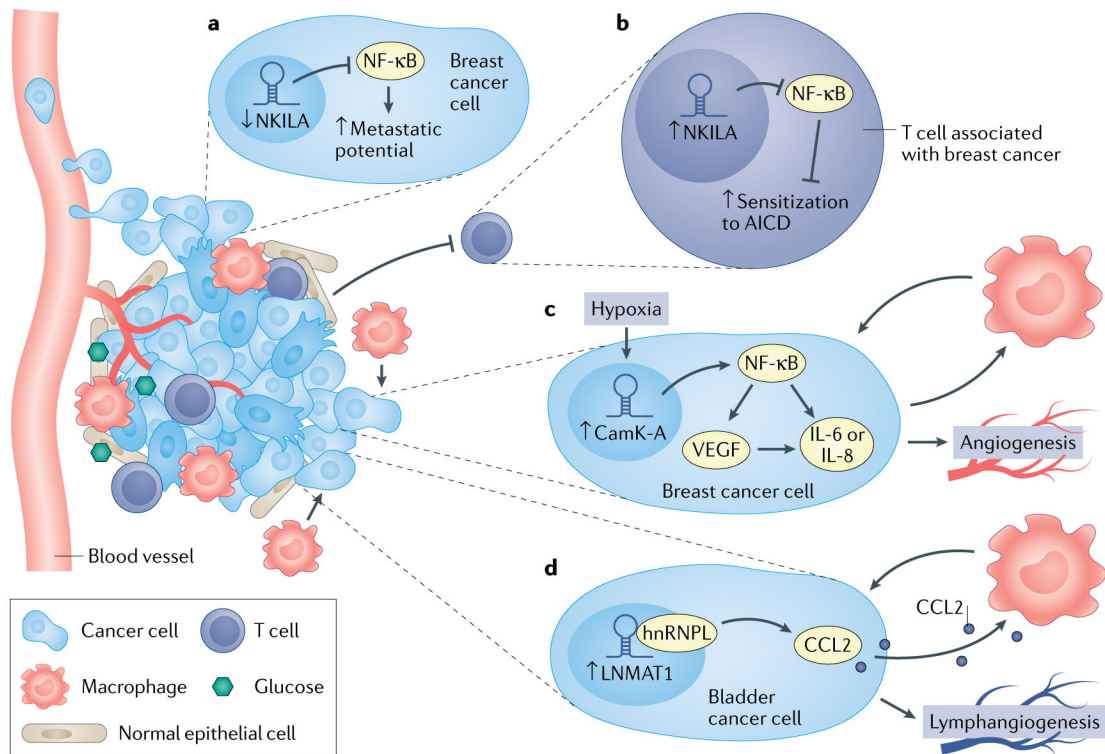 a
NF-κB
Breast
cancer
cell
↓NKILA
↑Metastatic
potential
b
NF-κB
↑NKILA
T cell associated
with breast cancer
↑Sensitization
to AICD
c
Hypoxia
NF-κB
↑CamK-A
VEGF
IL-6 or
IL-8
Angiogenesis
Breast cancer cell
Blood vessel
d
hnRNPL
CCL2
CCL2
↑LNMAT1
Bladder
cancer cell
Lymphangiogenesis
Cancer cell
T cell
Macrophage
Glucose
Normal epithelial cell